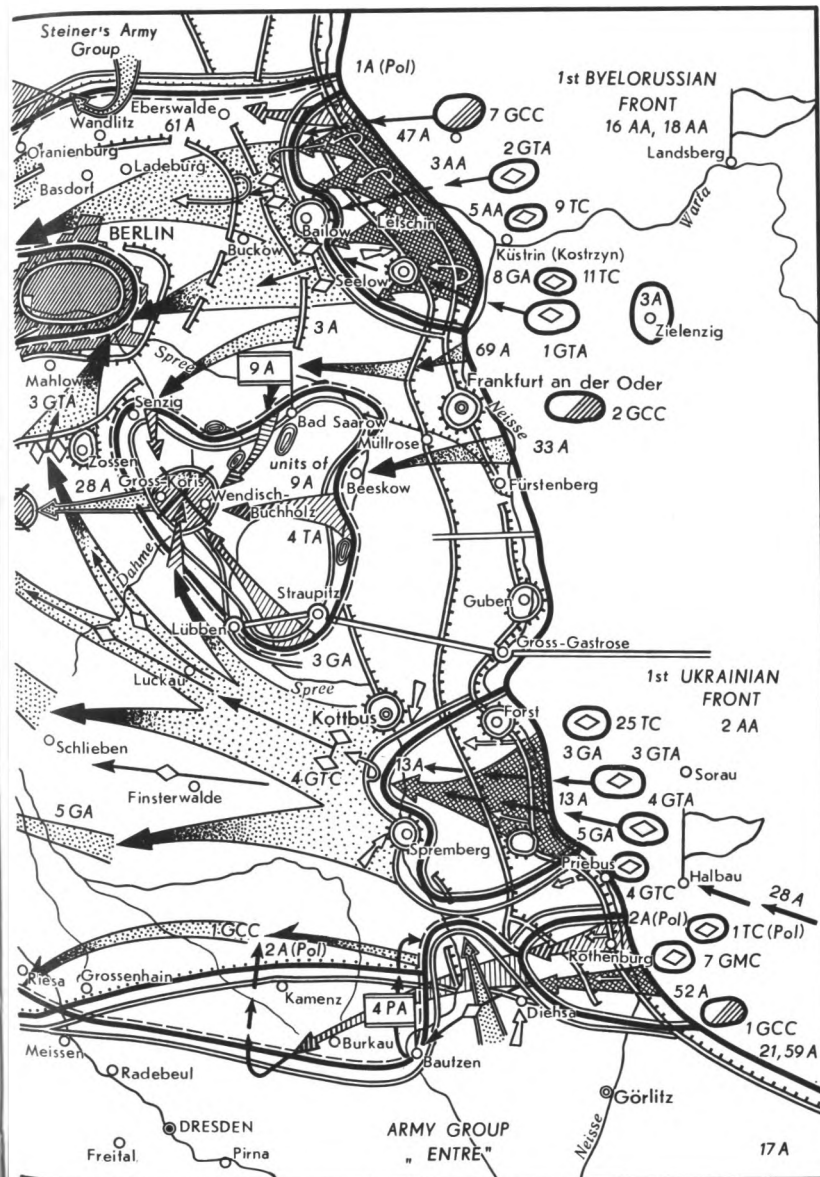 Steiner's Army
Group
1A (Pol)
1st BYELORUSSIAN
FRONT
16 AA, 18 AA
Landsberg
7 GCC
47 A
Eberswalde
61 A
Wandlitz
Oranienburg
Ladeburg
Basdorf
3 AA
2 GTA
Warta
BERLIN
Buckow
Bailow
Letschin
5 AA
9 TC
Küstrin (Kostrzyn)
Seelow
8 GA
11 TC
3A
Zielenzig
1 GTA
3 A
69 A
Spree
9 A
Mahlow
3 GTA
Frankfurt an der Oder
Neisse
2 GCC
Senzig
Bad Saarow
Müllrose
33 A
Zossen
units of
9 A
28 A
Gross-Köris
Beeskow
Fürstenberg
Wendisch-
Buchholz
4 TA
Dahme
Straupitz
Guben
Lübben
Gross-Gastrose
3 GA
Luckau
Spree
1st UKRAINIAN
FRONT
2 AA
Kottbus
Forst
25 TC
Schlieben
4 GTC
13 A
3 GA
3 GTA
Sorau
Finsterwalde
13 A
4 GTA
5 GA
5 GA
Spremberg
Priebus
Halbau
4 GTC
28 A
1 GCC
2 A (Pol)
2A (Pol)
1 TC (Pol)
Riesa
Grossenhain
Rothenburg
7 GMC
Kamenz
4 PA
52 A
Diehsa
Meissen
Burkau
Bautzen
1 GCC
21, 59 A
Radebeul
Görlitz
DRESDEN
ARMY GROUP
„ ENTRE"
Neisse
17 A
Freital
Pirna